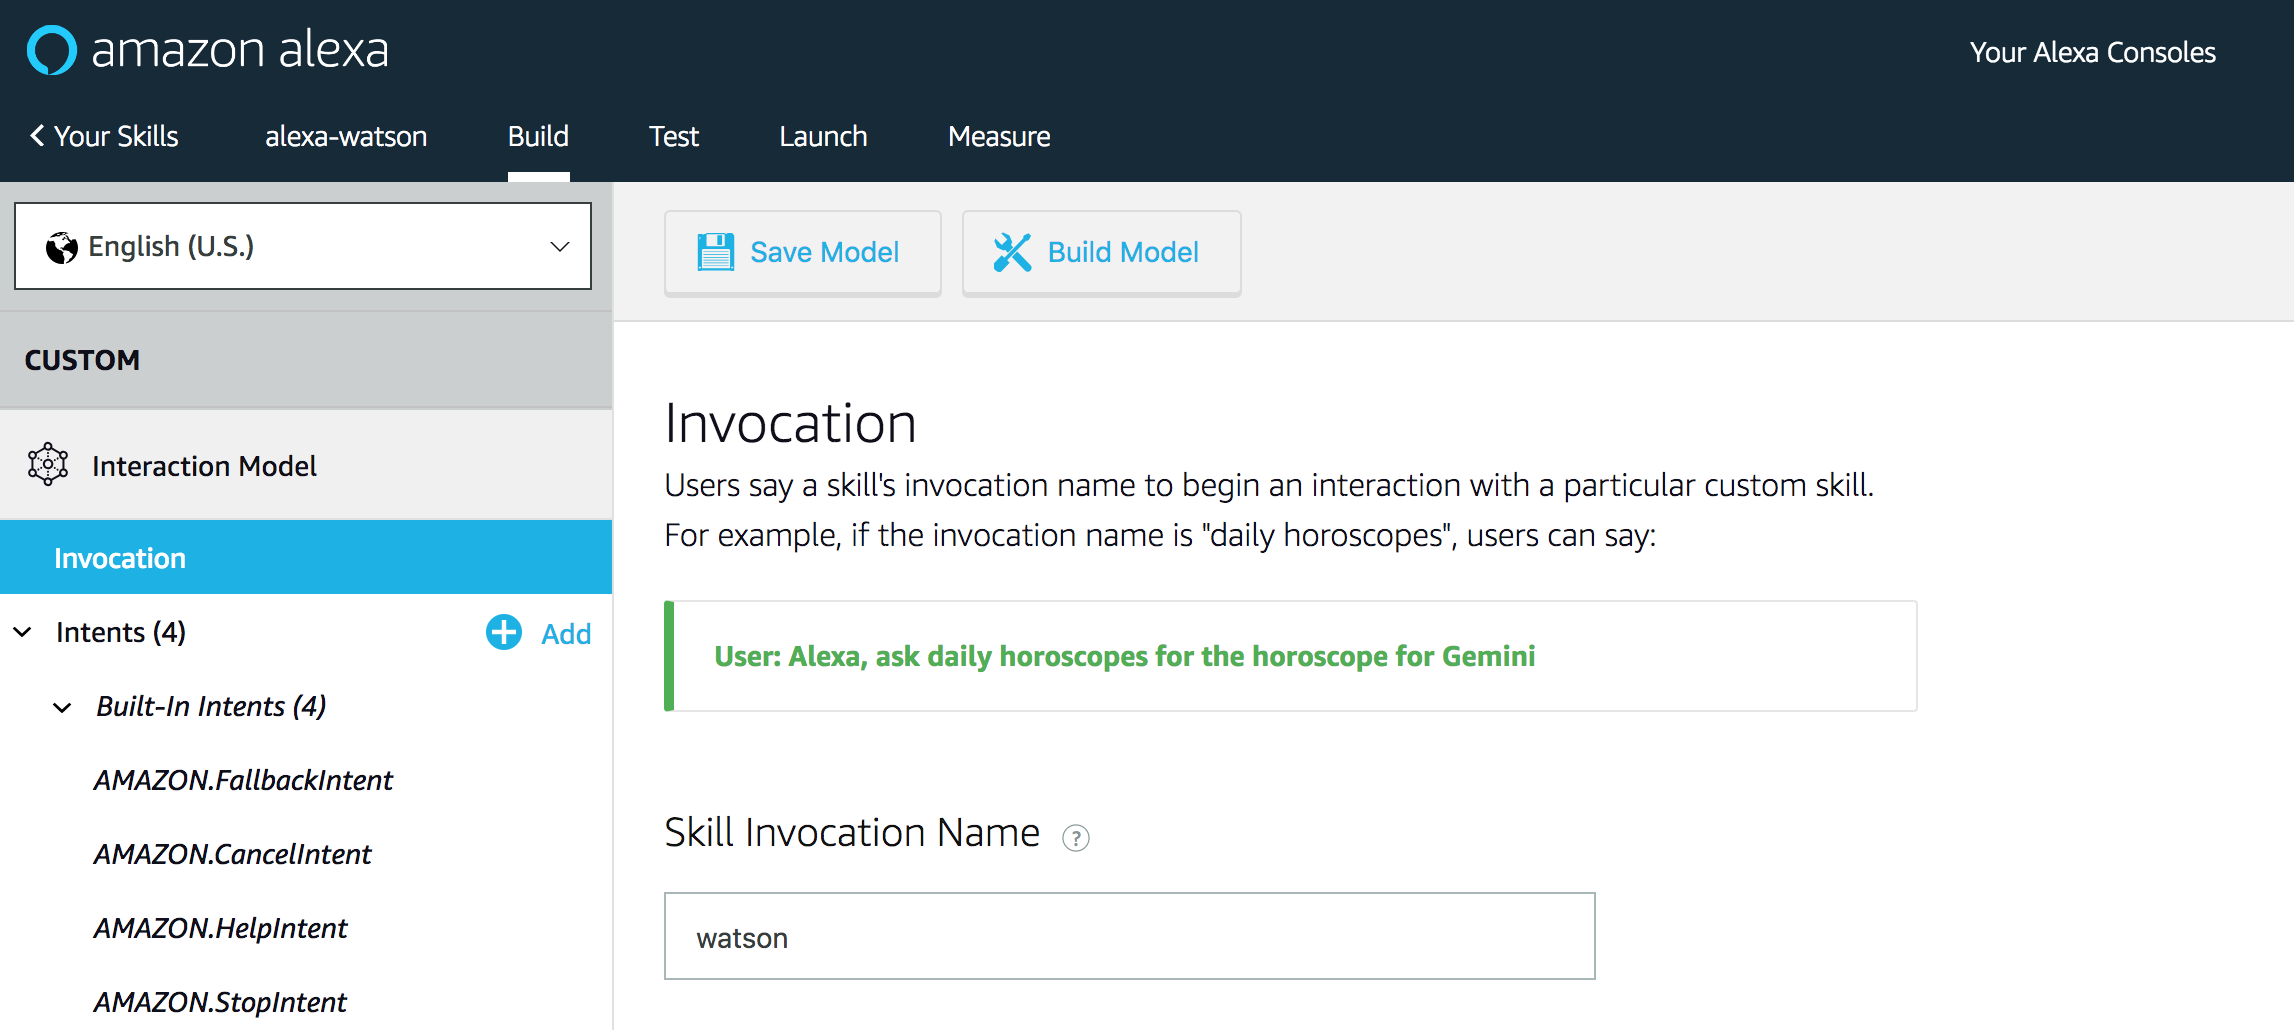 amazon alexa
Your Alexa Consoles
Your Skills
alexa-watson
Build
Test
Launch
Measure
English (U.S.)
CUSTOM
Interaction Model
Invocation
Intents (4)
Add
Built-In Intents (4)
AMAZON.FallbackIntent
AMAZON.CancelIntent
AMAZON.HelpIntent
AMAZON.StopIntent
Save Model
Build Model
Invocation
Users say a skill's invocation name to begin an interaction with a particular custom skill.
For example, if the invocation name is "daily horoscopes", users can say:
User: Alexa, ask daily horoscopes for the horoscope for Gemini
Skill Invocation Name ?
watson